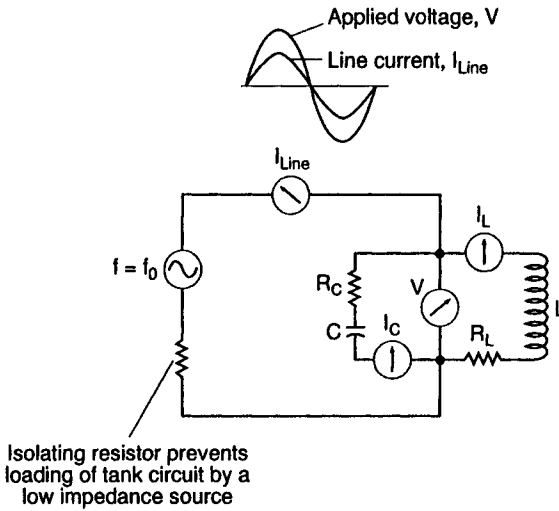 Applied voltage, V
Line current, I_Line
I_Line
I_L
f = f_0
R_C
V
L
C
I_C
R_L
Isolating resistor prevents
loading of tank circuit by a
low impedance source